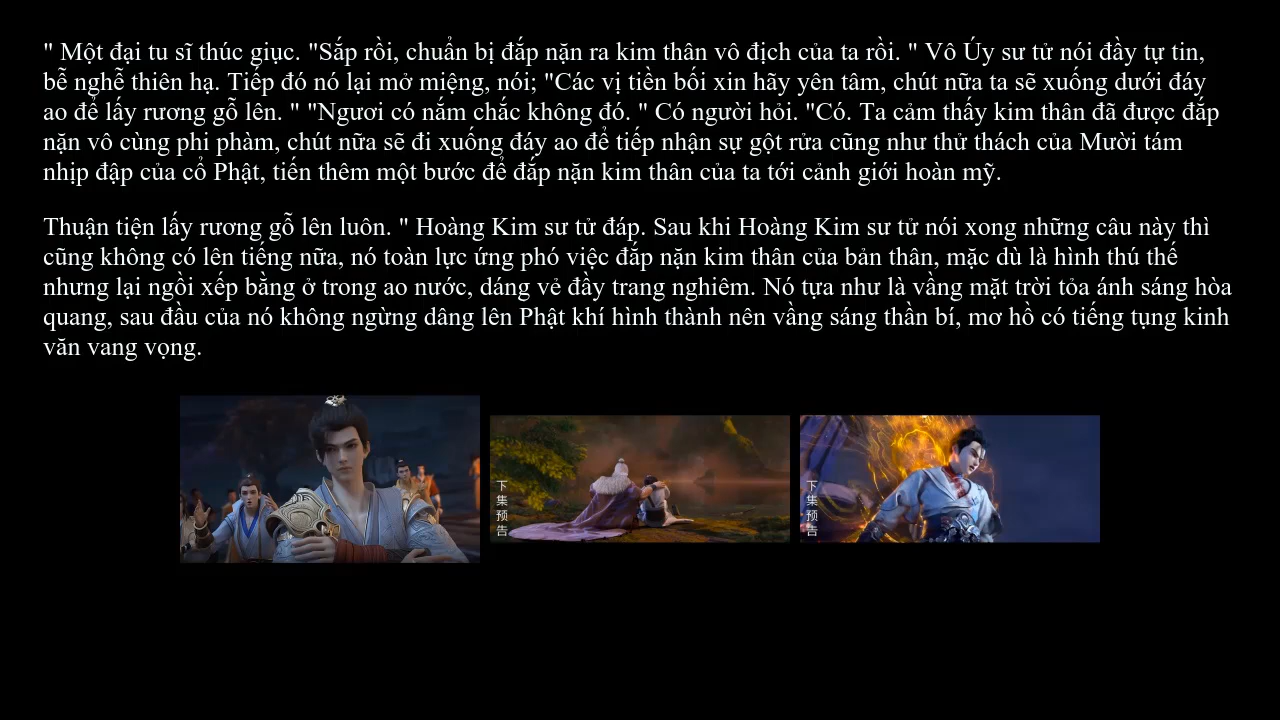 " Một đại tu sĩ thúc giục. "Sắp rồi, chuẩn bị đắp nặn ra kim thân vô địch của ta rồi. " Vô Úy sư tử nói đầy tự tin,
bễ nghễ thiên hạ. Tiếp đó nó lại mở miệng, nói; "Các vị tiền bối xin hãy yên tâm, chút nữa ta sẽ xuống dưới đáy
ao để lấy rương gỗ lên. " "Ngươi có nắm chắc không đó. " Có người hỏi. "Có. Ta cảm thấy kim thân đã được đắp
nặn vô cùng phi phàm, chút nữa sẽ đi xuống đáy ao để tiếp nhận sự gột rửa cũng như thử thách của Mười tám
nhịp đập của cổ Phật, tiến thêm một bước để đắp nặn kim thân của ta tới cảnh giới hoàn mỹ.
Thuận tiện lấy rương gỗ lên luôn. " Hoàng Kim sư tử đáp. Sau khi Hoàng Kim sư tử nói xong những câu này thì
cũng không có lên tiếng nữa, nó toàn lực ứng phó việc đắp nặn kim thân của bản thân, mặc dù là hình thú thế
nhưng lại ngồi xếp bằng ở trong ao nước, dáng vẻ đầy trang nghiêm. Nó tựa như là vầng mặt trời tỏa ánh sáng hòa
quang, sau đầu của nó không ngừng dâng lên Phật khí hình thành nên vầng sáng thần bí, mơ hồ có tiếng tụng kinh
văn vang vọng.
下集预告
下集预告